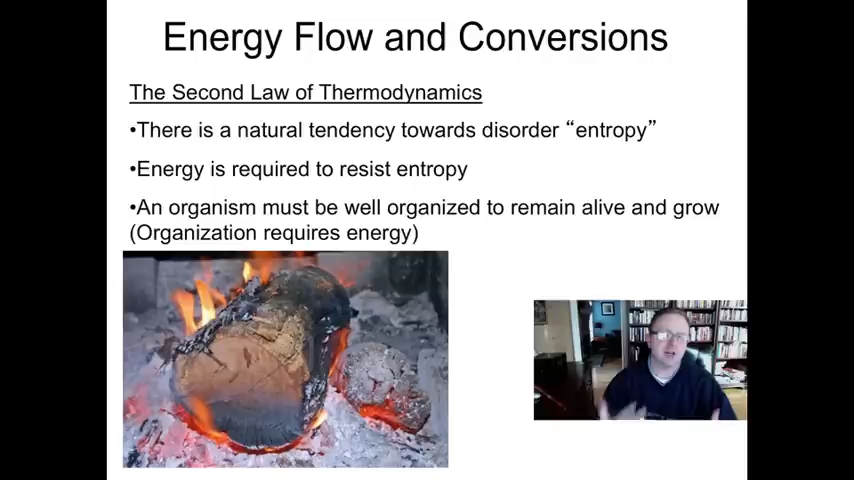 Energy Flow and Conversions
The Second Law of Thermodynamics
•There is a natural tendency towards disorder “entropy”
•Energy is required to resist entropy
•An organism must be well organized to remain alive and grow
(Organization requires energy)